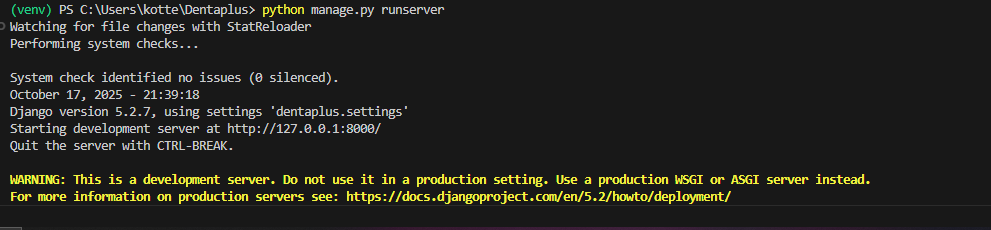 (venv) PS C:\Users\kotte\Dentaplus> python manage.py runserver
Watching for file changes with StatReloader
Performing system checks...
System check identified no issues (0 silenced).
October 17, 2025 - 21:39:18
Django version 5.2.7, using settings 'dentaplus.settings'
Starting development server at http://127.0.0.1:8000/
Quit the server with CTRL-BREAK.
WARNING: This is a development server. Do not use it in a production setting. Use a production WSGI or ASGI server instead.
For more information on production servers see: https://docs.djangoproject.com/en/5.2/howto/deployment/